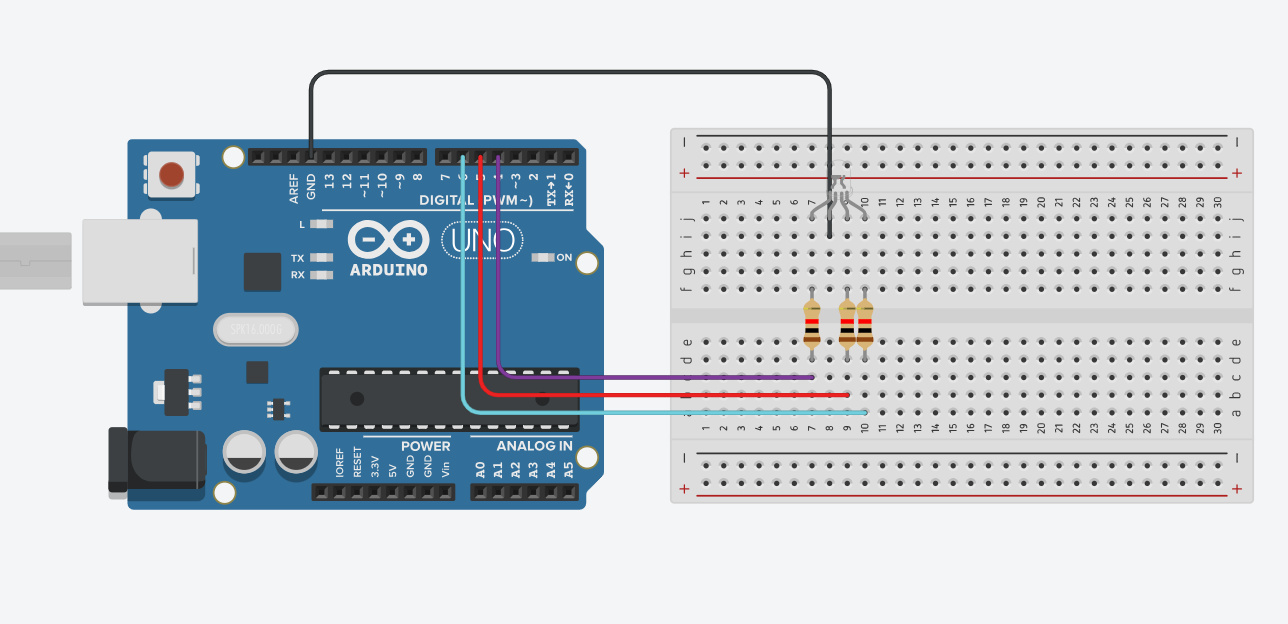 − −
+ +
1 2 3 4 5 6 7 8 9 10 11 12 13 14 15 16 17 18 19 20 21 22 23 24 25 26 27 28 29 30
j j
i i
h h
g g
f f
e e
d d
c c
b b
a a
1 2 3 4 5 6 7 8 9 10 11 12 13 14 15 16 17 18 19 20 21 22 23 24 25 26 27 28 29 30
− −
+ +
AREF
GND
13
12
~11
~10
~9
8
7
~3
2
TX→1
RX←0
DIGITAL (PWM~)
L
TX
RX
UNO
ARDUINO
ON
SPK16.000G
POWER
ANALOG IN
IOREF
RESET
3.3V
5V
GND
GND
Vin
A0
A1
A2
A3
A4
A5